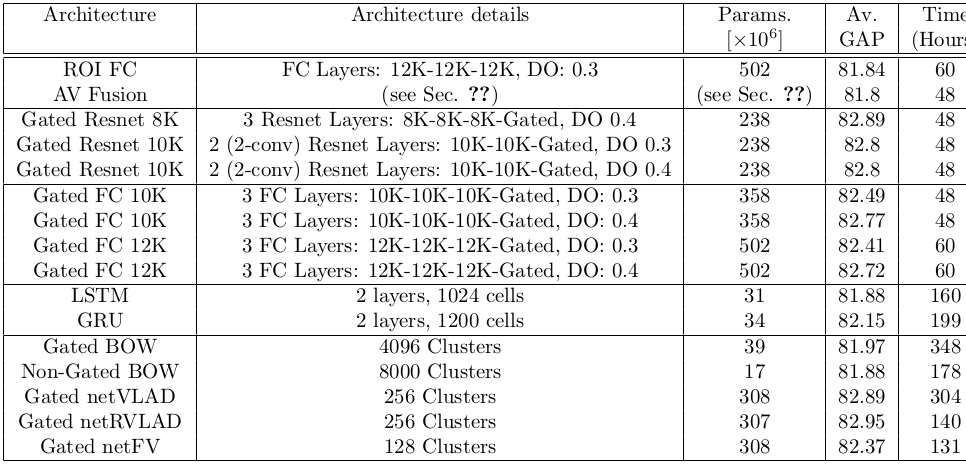 Architecture Architecture details Params. Av. Time
[×10⁶] GAP (Hours
ROI FC FC Layers: 12K-12K-12K, DO: 0.3 502 81.84 60
AV Fusion (see Sec. ??) (see Sec. ??) 81.8 48
Gated Resnet 8K 3 Resnet Layers: 8K-8K-8K-Gated, DO 0.4 238 82.89 48
Gated Resnet 10K 2 (2-conv) Resnet Layers: 10K-10K-Gated, DO 0.3 238 82.8 48
Gated Resnet 10K 2 (2-conv) Resnet Layers: 10K-10K-Gated, DO 0.4 238 82.8 48
Gated FC 10K 3 FC Layers: 10K-10K-10K-Gated, DO: 0.3 358 82.49 48
Gated FC 10K 3 FC Layers: 10K-10K-10K-Gated, DO: 0.4 358 82.77 48
Gated FC 12K 3 FC Layers: 12K-12K-12K-Gated, DO: 0.3 502 82.41 60
Gated FC 12K 3 FC Layers: 12K-12K-12K-Gated, DO: 0.4 502 82.72 60
LSTM 2 layers, 1024 cells 31 81.88 160
GRU 2 layers, 1200 cells 34 82.15 199
Gated BOW 4096 Clusters 39 81.97 348
Non-Gated BOW 8000 Clusters 17 81.88 178
Gated netVLAD 256 Clusters 308 82.89 304
Gated netRVLAD 256 Clusters 307 82.95 140
Gated netFV 128 Clusters 308 82.37 131